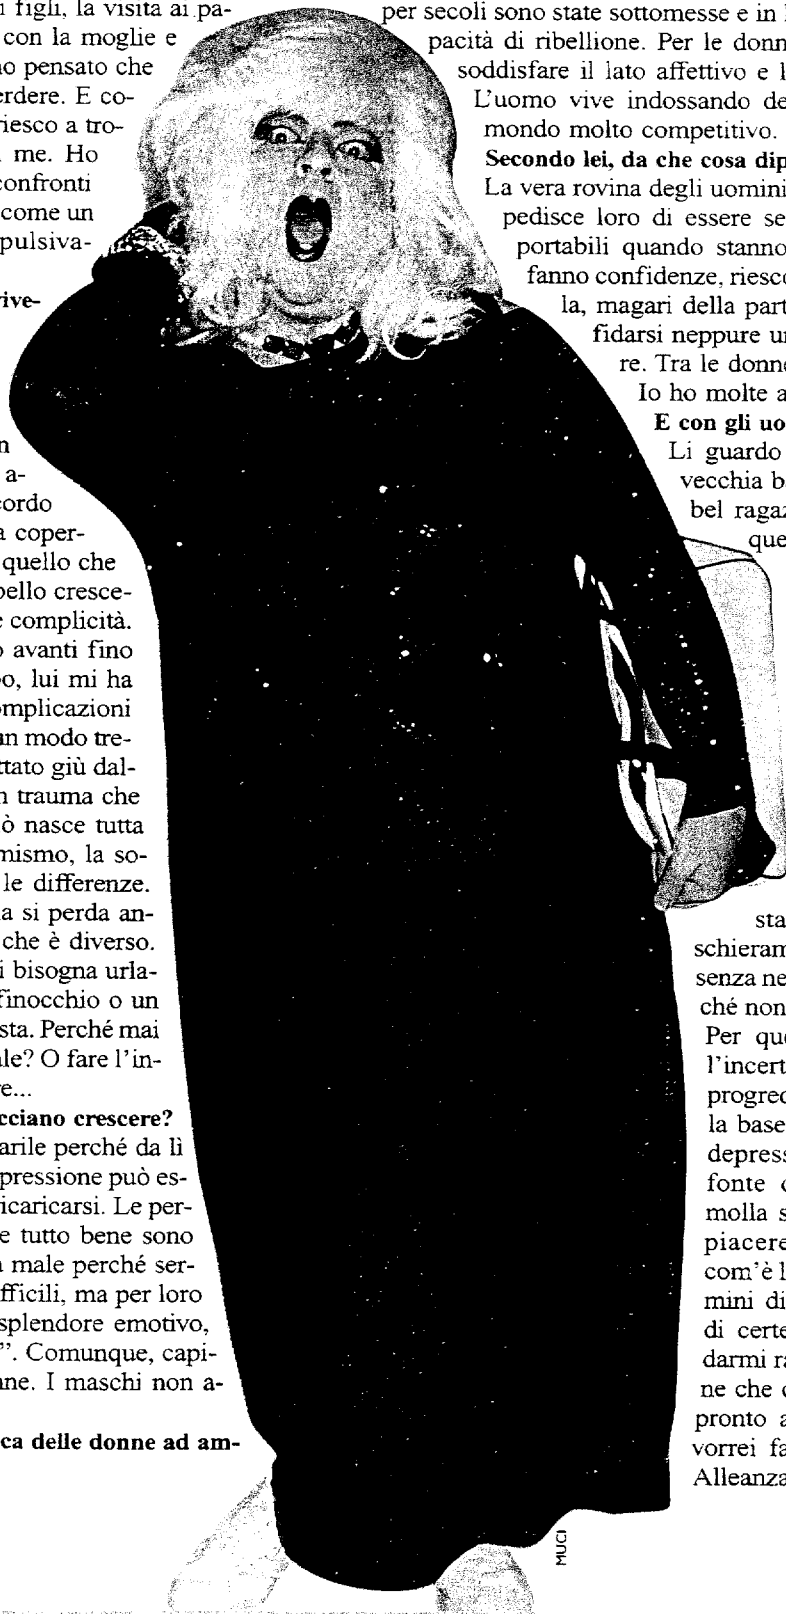 i figli, la visita ai pa-
con la moglie e
o pensato che
erdere. E co-
riesco a tro-
me. Ho
confronti
come un
pulsiva-
rive-
n
a-
cordo
a coper-
quello che
bello cresce-
e complicità.
o avanti fino
o, lui mi ha
omplicazioni
un modo tre-
ttato giù dal-
n trauma che
ò nasce tutta
nismo, la so-
le differenze.
a si perda an-
che è diverso.
i bisogna urla-
finocchio o un
sta. Perché mai
ale? O fare l'in-
e...
cciano crescere?
arile perché da lì
pressione può es-
icaricarsi. Le per-
e tutto bene sono
a male perché ser-
fficili, ma per loro
splendore emotivo,
”. Comunque, capi-
nne. I maschi non a-
ca delle donne ad am-
per secoli sono state sottomesse e in
pacità di ribellione. Per le donn
soddisfare il lato affettivo e l
L'uomo vive indossando de
mondo molto competitivo.
Secondo lei, da che cosa dip
La vera rovina degli uomini
pedisce loro di essere se
portabili quando stanno
fanno confidenze, riesco
la, magari della part
fidarsi neppure u
re. Tra le donne
Io ho molte a
E con gli uo
Li guardo
vecchia b
bel ragaz
que
sta
schieram
senza ne
ché non
Per que
l'incert
progred
la base
depress
fonte
molla s
piacere
com'è l
mini di
di certe
darmi ra
ne che
pronto a
vorrei fa
Alleanza
MUCI